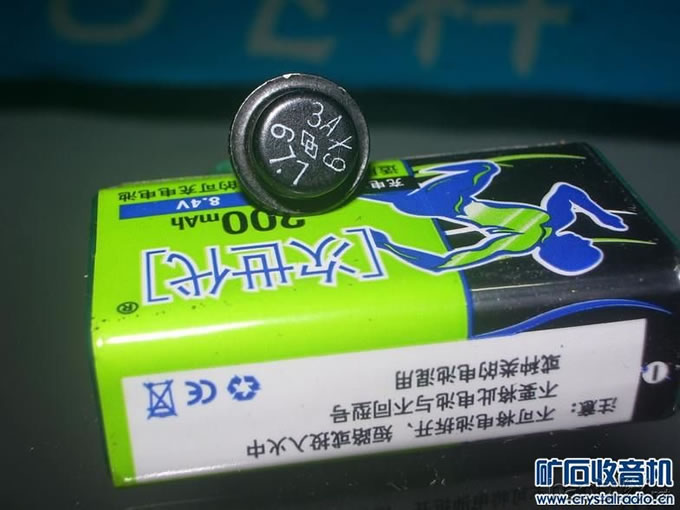 3AX9
的可充电电池
8.4V
200mAh
[次世代]®
CE
注意:
不可将电池拆开、短路或投入火中
不要将此电池与不同型号
或种类的电池混用
矿石收音机
www.crystalradio.cn